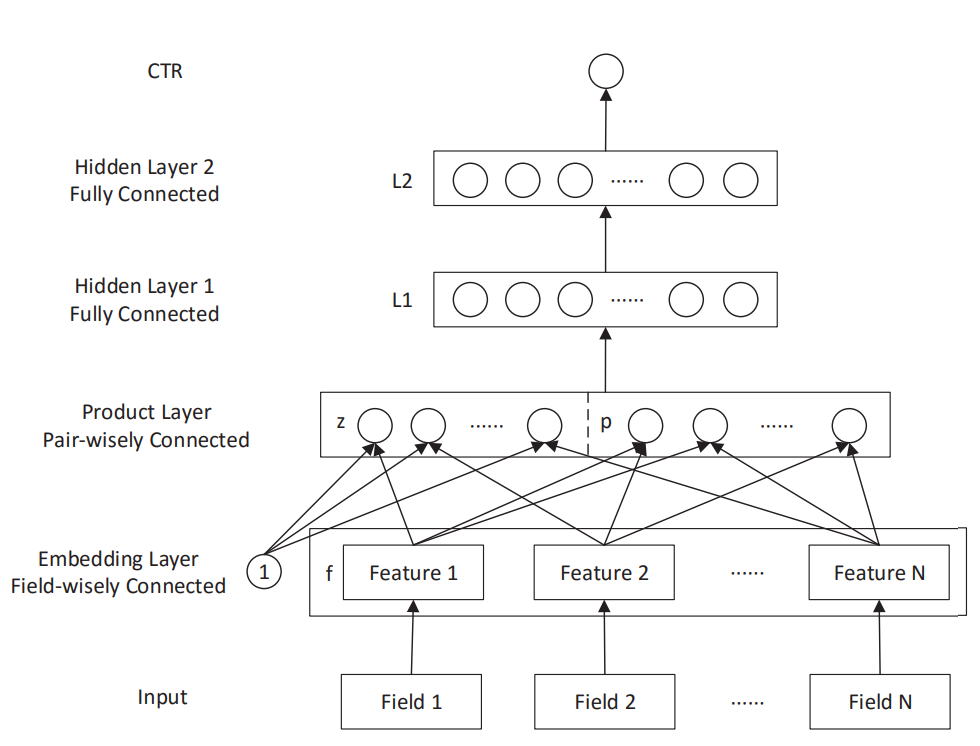 CTR
Hidden Layer 2
Fully Connected
L2
······
Hidden Layer 1
Fully Connected
L1
······
Product Layer
Pair-wisely Connected
z
······
p
······
Embedding Layer
Field-wisely Connected
1
f
Feature 1
Feature 2
······
Feature N
Input
Field 1
Field 2
······
Field N